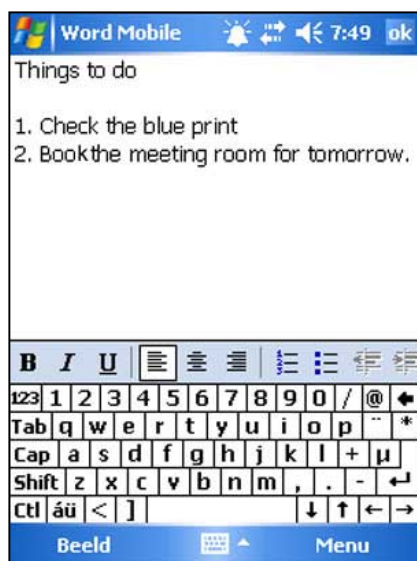 Word Mobile 7:49 ok
Things to do
1. Check the blue print
2. Bookthe meeting room for tomorrow.
B I U
123 1 2 3 4 5 6 7 8 9 0 / @ ←
Tab q w e r t y u i o p ¨ *
Cap a s d f g h j k l + µ
Shift z x c v b n m , . - ↵
Ctl áü < ] ↓ ↑ ← →
Beeld Menu